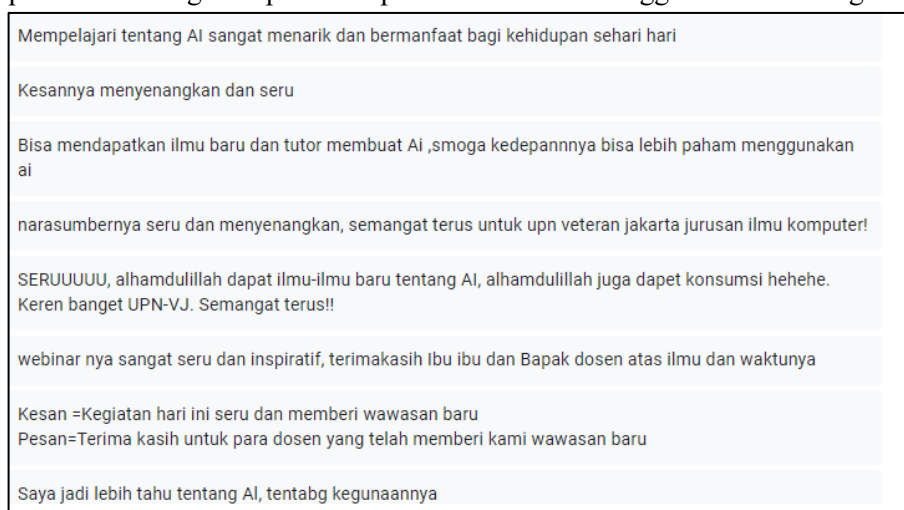 Mempelajari tentang AI sangat menarik dan bermanfaat bagi kehidupan sehari hari
Kesannya menyenangkan dan seru
Bisa mendapatkan ilmu baru dan tutor membuat Ai ,smoga kedepannnya bisa lebih paham menggunakan
ai
narasumbernya seru dan menyenangkan, semangat terus untuk upn veteran jakarta jurusan ilmu komputer!
SERUUUUU, alhamdulillah dapat ilmu-ilmu baru tentang AI, alhamdulillah juga dapet konsumsi hehehe.
Keren banget UPN-VJ. Semangat terus!!
webinar nya sangat seru dan inspiratif, terimakasih Ibu ibu dan Bapak dosen atas ilmu dan waktunya
Kesan =Kegiatan hari ini seru dan memberi wawasan baru
Pesan=Terima kasih untuk para dosen yang telah memberi kami wawasan baru
Saya jadi lebih tahu tentang AI, tentabg kegunaannya